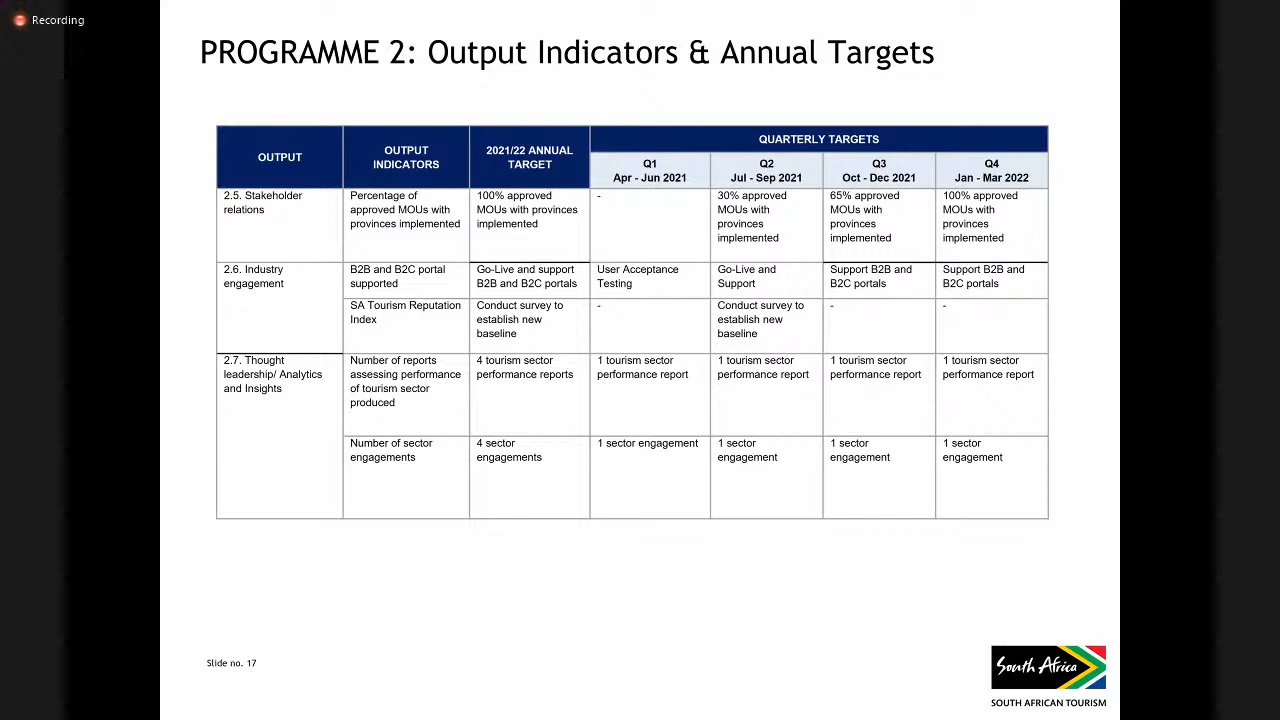 Recording
PROGRAMME 2: Output Indicators & Annual Targets
OUTPUT
OUTPUT
INDICATORS
2021/22 ANNUAL
TARGET
QUARTERLY TARGETS
Q1
Apr - Jun 2021
Q2
Jul - Sep 2021
Q3
Oct - Dec 2021
Q4
Jan - Mar 2022
2.5. Stakeholder
relations
Percentage of
approved MOUs with
provinces implemented
100% approved
MOUs with provinces
implemented
-
30% approved
MOUs with
provinces
implemented
65% approved
MOUs with
provinces
implemented
100% approved
MOUs with
provinces
implemented
2.6. Industry
engagement
B2B and B2C portal
supported
Go-Live and support
B2B and B2C portals
User Acceptance
Testing
Go-Live and
Support
Support B2B and
B2C portals
Support B2B and
B2C portals
SA Tourism Reputation
Index
Conduct survey to
establish new
baseline
-
Conduct survey to
establish new
baseline
-
-
2.7. Thought
leadership/ Analytics
and Insights
Number of reports
assessing performance
of tourism sector
produced
4 tourism sector
performance reports
1 tourism sector
performance report
1 tourism sector
performance report
1 tourism sector
performance report
1 tourism sector
performance report
Number of sector
engagements
4 sector
engagements
1 sector engagement
1 sector
engagement
1 sector
engagement
1 sector
engagement
Slide no. 17
South Africa
SOUTH AFRICAN TOURISM